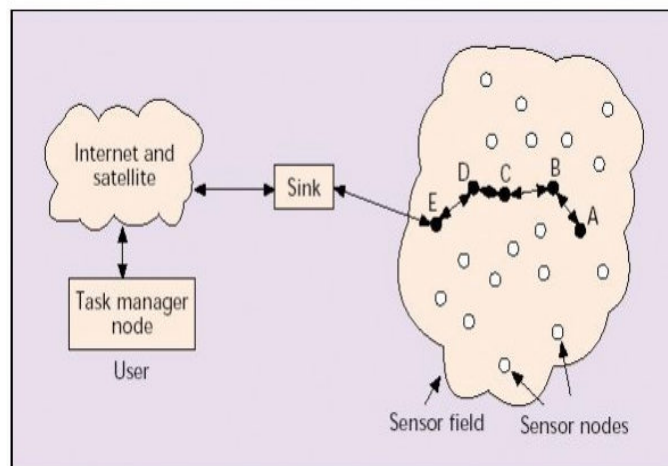 Internet and
satellite
Sink
Task manager
node
User
E
D
C
B
A
Sensor field
Sensor nodes